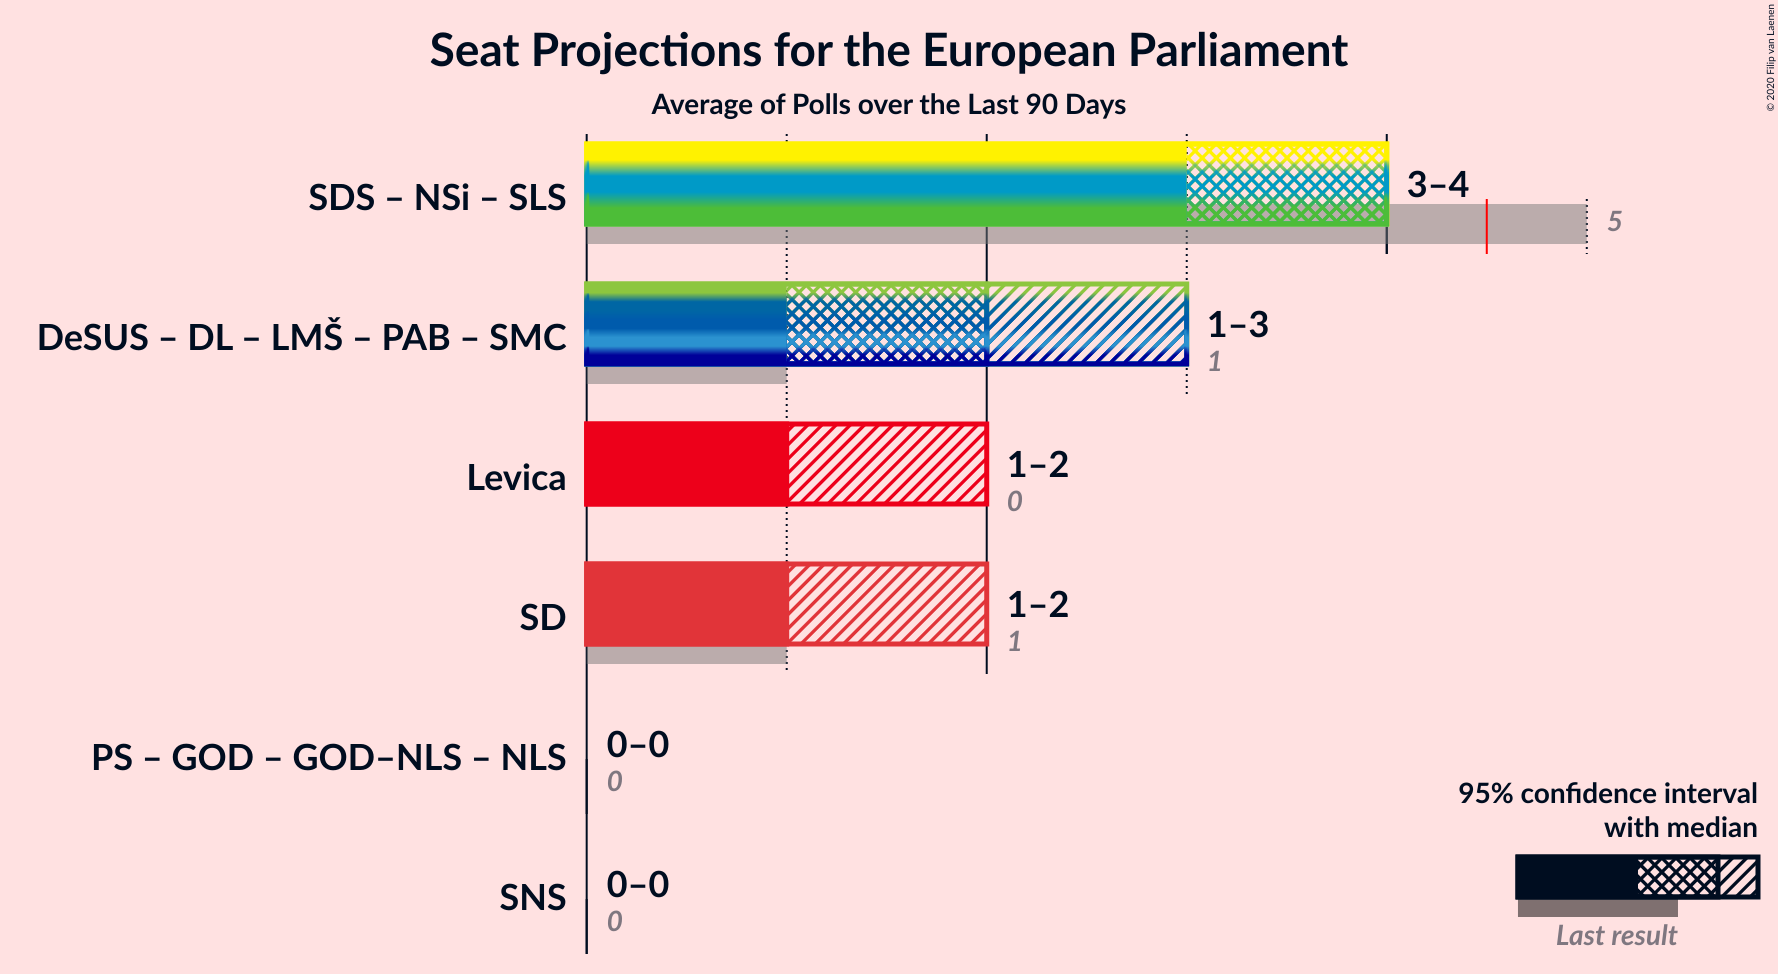 Seat Projections for the European Parliament
Average of Polls over the Last 90 Days
© 2020 Filip van Laenen
SDS – NSi – SLS
3–4
5
DeSUS – DL – LMŠ – PAB – SMC
1–3
1
Levica
1–2
0
SD
1–2
1
PS – GOD – GOD–NLS – NLS
0–0
0
SNS
0–0
0
95% confidence interval
with median
Last result